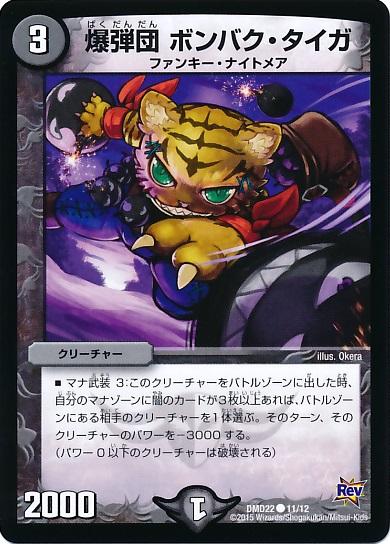 3
ばくだんだん
爆弾団 ボンバク・タイガ
ファンキー・ナイトメア
クリーチャー
illus. Okera
■ マナ武装 3:このクリーチャーをバトルゾーンに出した時、
自分のマナゾーンに闇のカードが3枚以上あれば、バトルゾ
ーンにある相手のクリーチャーを1体選ぶ。そのターン、そ
のクリーチャーのパワーを-3000する。
(パワー0以下のクリーチャーは破壊される)
2000
1
Rev
DMD22 ● 11/12
©2015 Wizards/Shogakukan/Mitsui-Kids